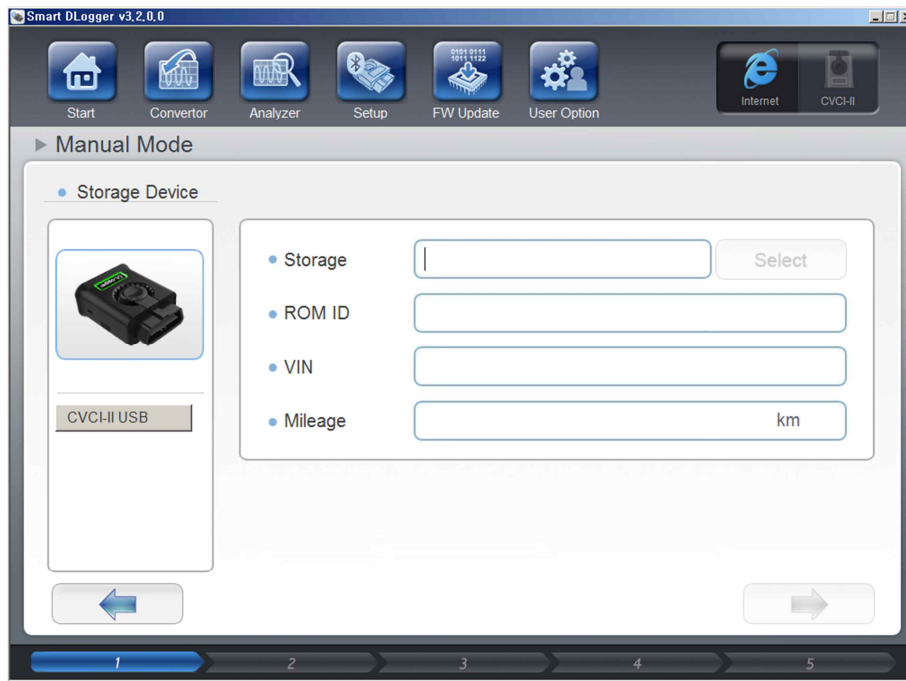 Smart DLogger v3,2,0,0
0101 0111
1011 1122
Start Convertor Analyzer Setup FW Update User Option Internet CVCI-II
Manual Mode
Storage Device
Storage Select
ROM ID
VIN
CVCI-II USB
Mileage km
1 2 3 4 5